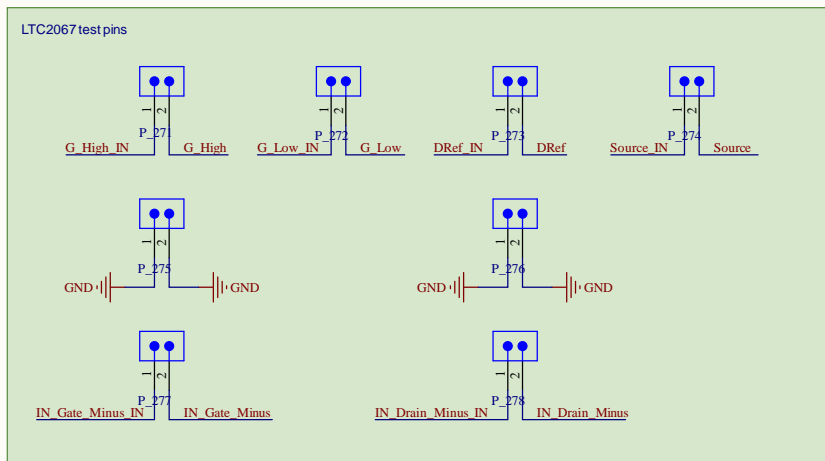 LTC2067 test pins
1 2 1 2 1 2 1 2
P_271 P_272 P_273 P_274
G_High_IN G_High G_Low_IN G_Low DRef_IN DRef Source_IN Source
1 2 1 2
P_275 P_276
GND GND GND GND
1 2 1 2
P_277 P_278
IN_Gate_Minus_IN IN_Gate_Minus IN_Drain_Minus_IN IN_Drain_Minus